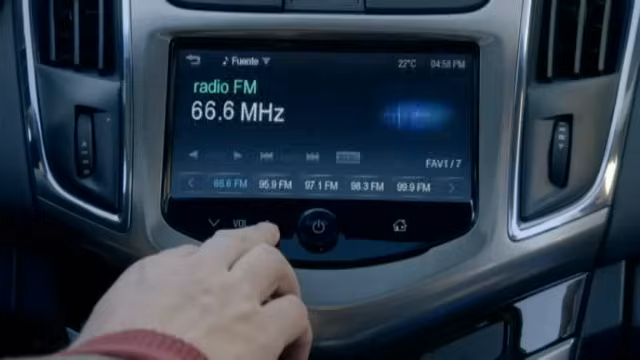 Fuente 22°C 04:58 PM
radio FM
66.6 MHz
FAV1 / 7
66.6 FM 95.9 FM 97.1 FM 98.3 FM 99.9 FM
VOL